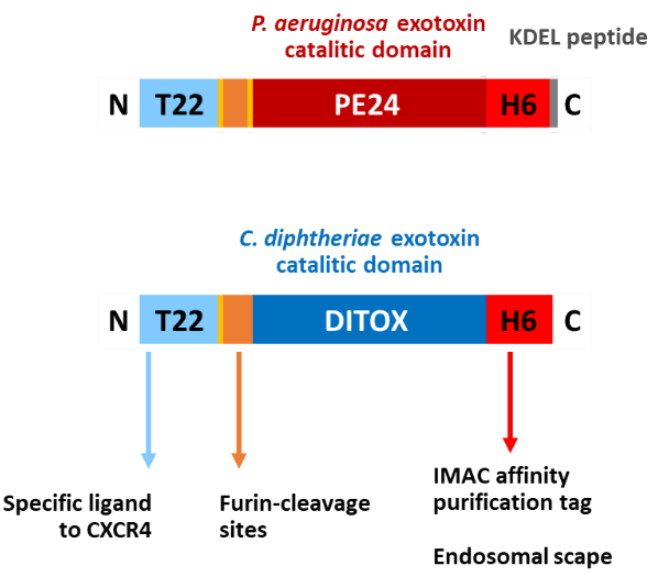 P. aeruginosa exotoxin
catalitic domain
KDEL peptide
N T22 PE24 H6 C
C. diphtheriae exotoxin
catalitic domain
N T22 DITOX H6 C
Specific ligand
to CXCR4
Furin-cleavage
sites
IMAC affinity
purification tag
Endosomal scape